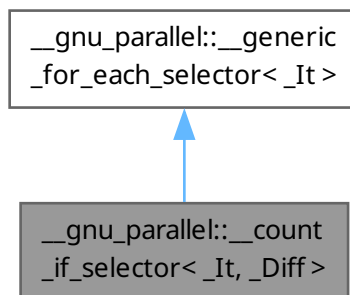 __gnu_parallel::__generic
_for_each_selector< _It >
__gnu_parallel::__count
_if_selector< _It, _Diff >